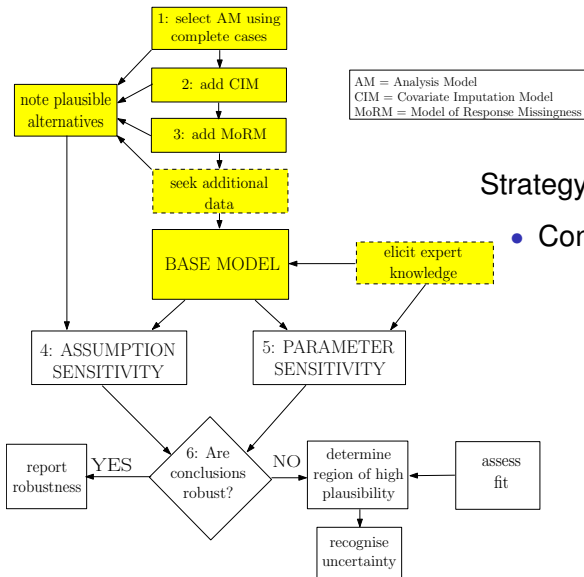 1: select AM using
complete cases
2: add CIM
note plausible
alternatives
3: add MoRM
AM = Analysis Model
CIM = Covariate Imputation Model
MoRM = Model of Response Missingness
seek additional
data
Strategy
• Con
BASE MODEL
elicit expert
knowledge
4: ASSUMPTION
SENSITIVITY
5: PARAMETER
SENSITIVITY
6: Are
conclusions
robust?
YES
NO
report
robustness
determine
region of high
plausibility
assess
fit
recognise
uncertainty